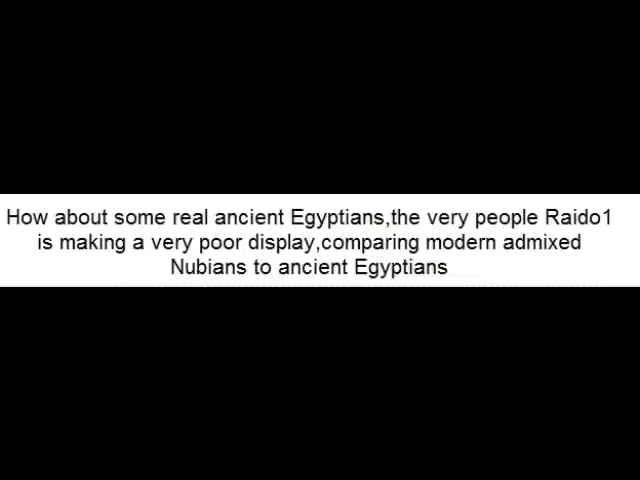 How about some real ancient Egyptians,the very people Raido1
is making a very poor display,comparing modern admixed
Nubians to ancient Egyptians